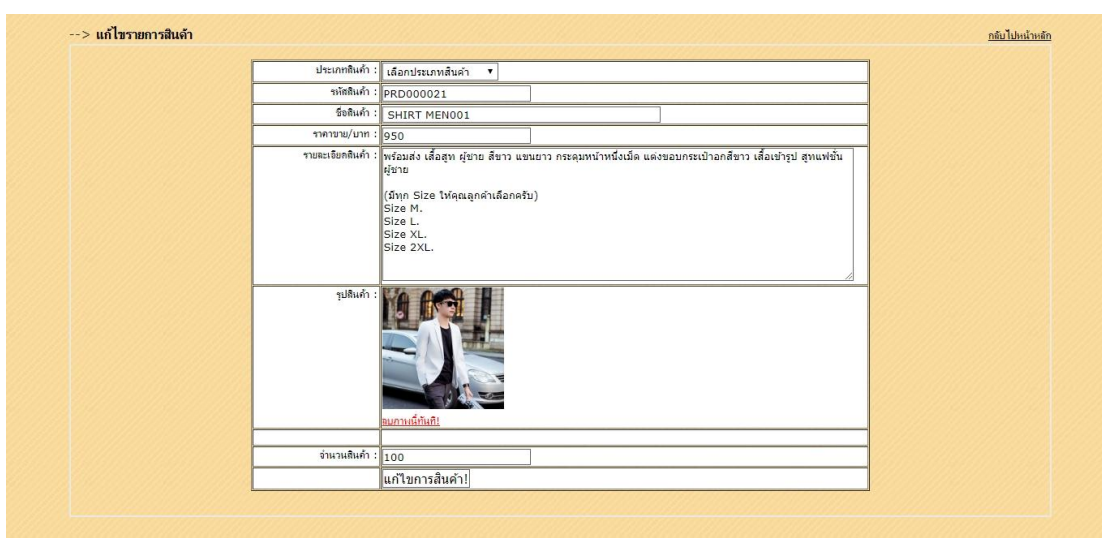 --> แก้ไขรายการสินค้า
กลับไปหน้าหลัก
ประเภทสินค้า : เลือกประเภทสินค้า
รหัสสินค้า : PRD000021
ชื่อสินค้า : SHIRT MEN001
ราคาขาย/บาท : 950
รายละเอียดสินค้า : พร้อมส่ง เสื้อสูท ผู้ชาย สีขาว แขนยาว กระดุมหน้าหนึ่งเม็ด แต่งขอบกระเป๋าอกสีขาว เสื้อเข้ารูป สูทแฟชั่น
ผู้ชาย
(มีทุก Size ให้คุณลูกค้าเลือกครับ)
Size M.
Size L.
Size XL.
Size 2XL.
รูปสินค้า :
ลบภาพนี้ทันที!
จำนวนสินค้า : 100
แก้ไขการสินค้า!